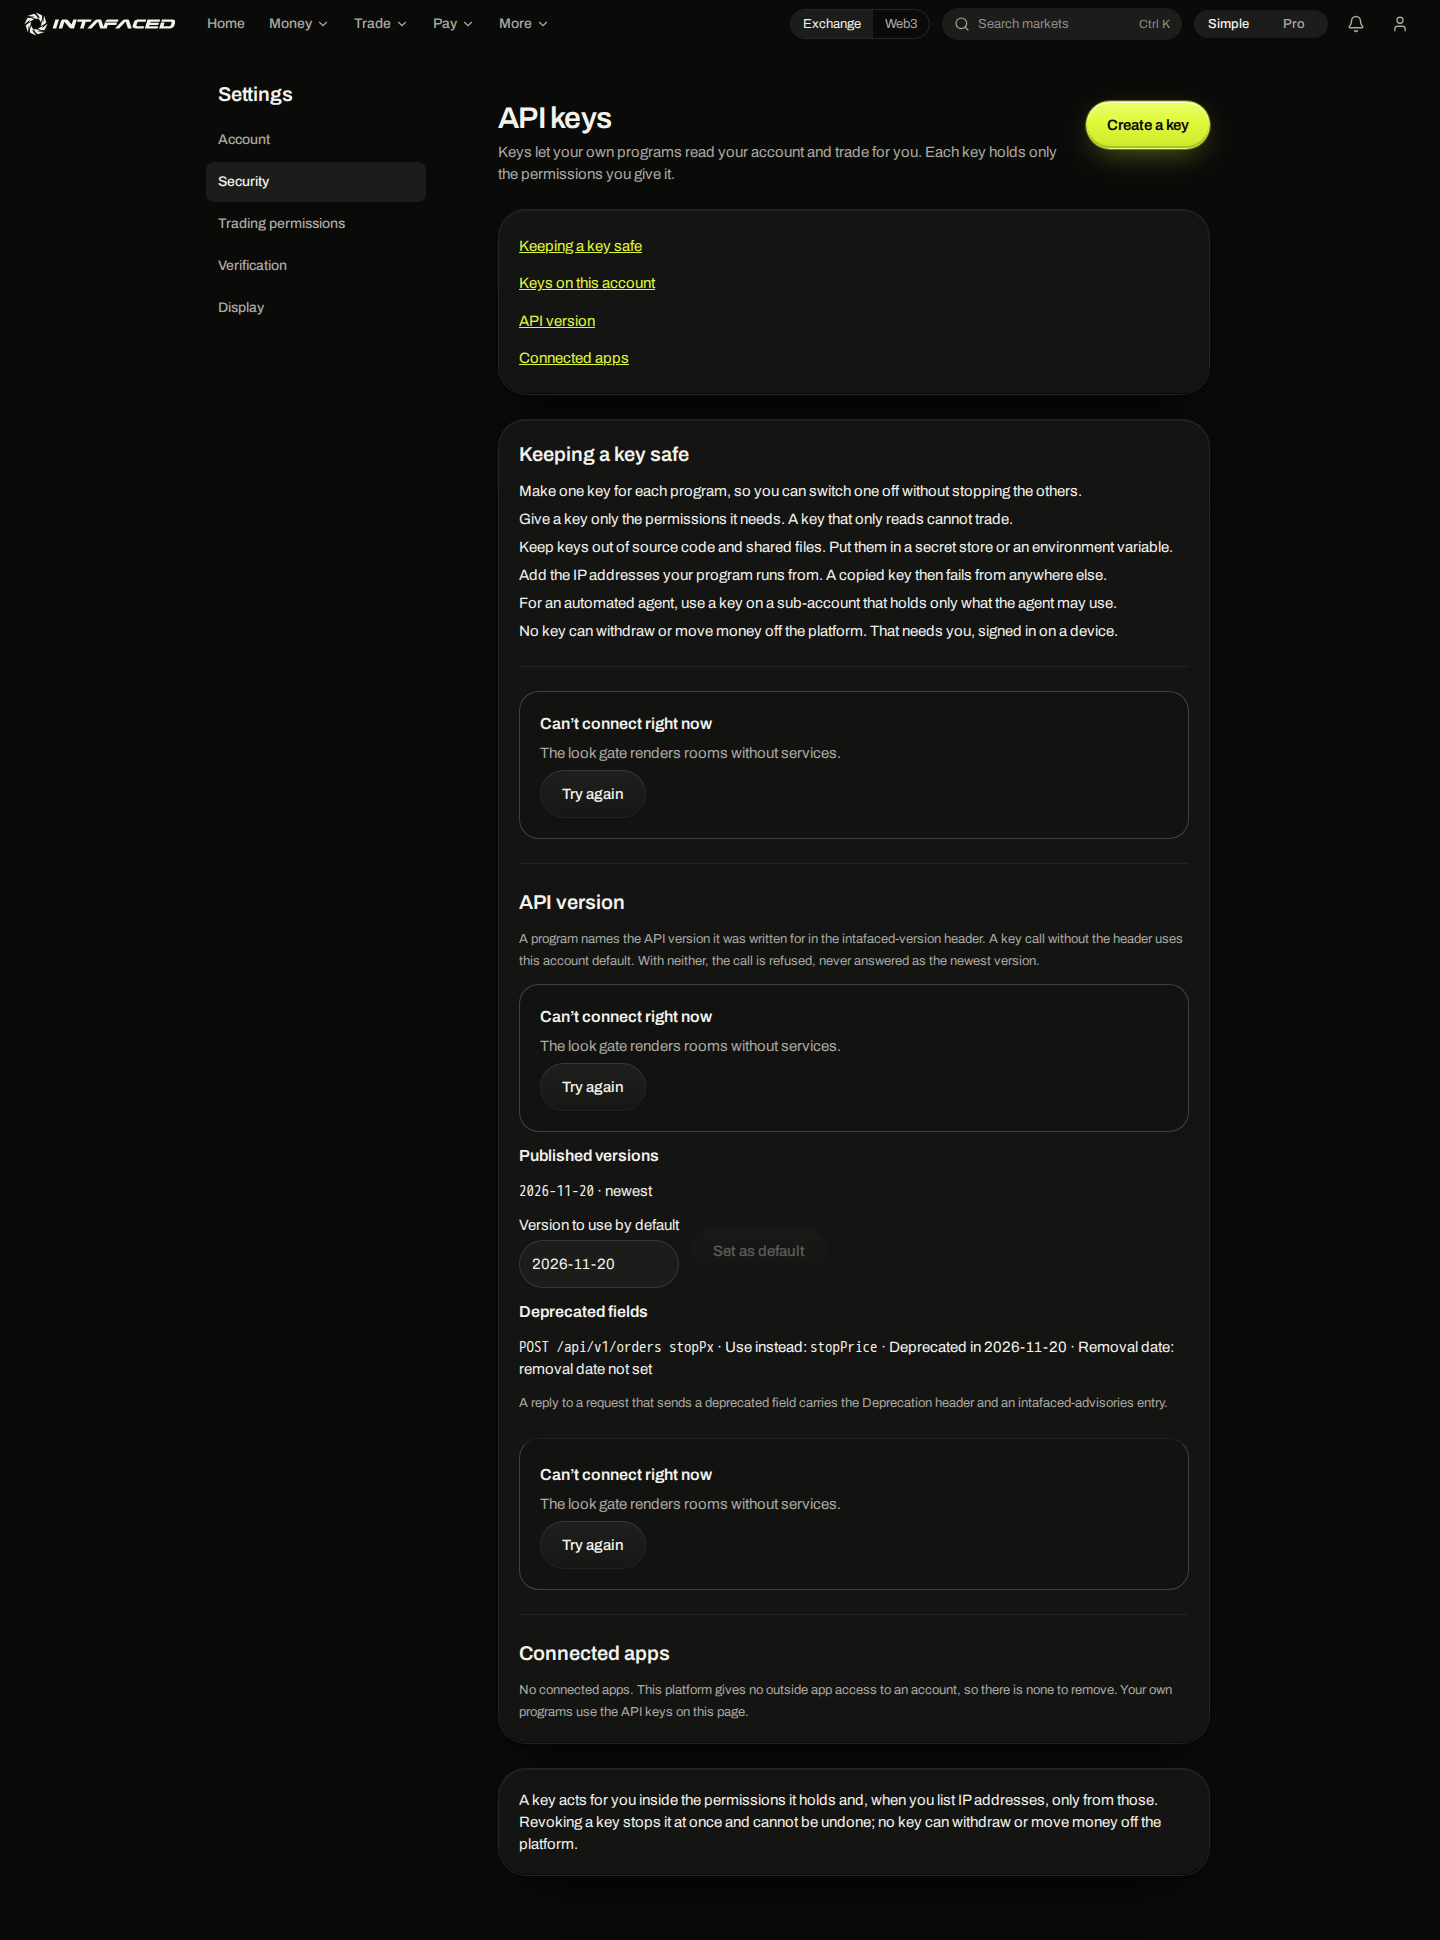 INTAFACED
Home
Money
Trade
Pay
More
Exchange
Web3
Search markets
Ctrl K
Simple
Pro
Settings
Account
Security
Trading permissions
Verification
Display
API keys
Keys let your own programs read your account and trade for you. Each key holds only
the permissions you give it.
Create a key
Keeping a key safe
Keys on this account
API version
Connected apps
Keeping a key safe
Make one key for each program, so you can switch one off without stopping the others.
Give a key only the permissions it needs. A key that only reads cannot trade.
Keep keys out of source code and shared files. Put them in a secret store or an environment variable.
Add the IP addresses your program runs from. A copied key then fails from anywhere else.
For an automated agent, use a key on a sub-account that holds only what the agent may use.
No key can withdraw or move money off the platform. That needs you, signed in on a device.
Can’t connect right now
The look gate renders rooms without services.
Try again
API version
A program names the API version it was written for in the intafaced-version header. A key call without the header uses
this account default. With neither, the call is refused, never answered as the newest version.
Can’t connect right now
The look gate renders rooms without services.
Try again
Published versions
2026-11-20 · newest
Version to use by default
2026-11-20
Set as default
Deprecated fields
POST /api/v1/orders stopPx · Use instead: stopPrice · Deprecated in 2026-11-20 · Removal date:
removal date not set
A reply to a request that sends a deprecated field carries the Deprecation header and an intafaced-advisories entry.
Can’t connect right now
The look gate renders rooms without services.
Try again
Connected apps
No connected apps. This platform gives no outside app access to an account, so there is none to remove. Your own
programs use the API keys on this page.
A key acts for you inside the permissions it holds and, when you list IP addresses, only from those.
Revoking a key stops it at once and cannot be undone; no key can withdraw or move money off the
platform.